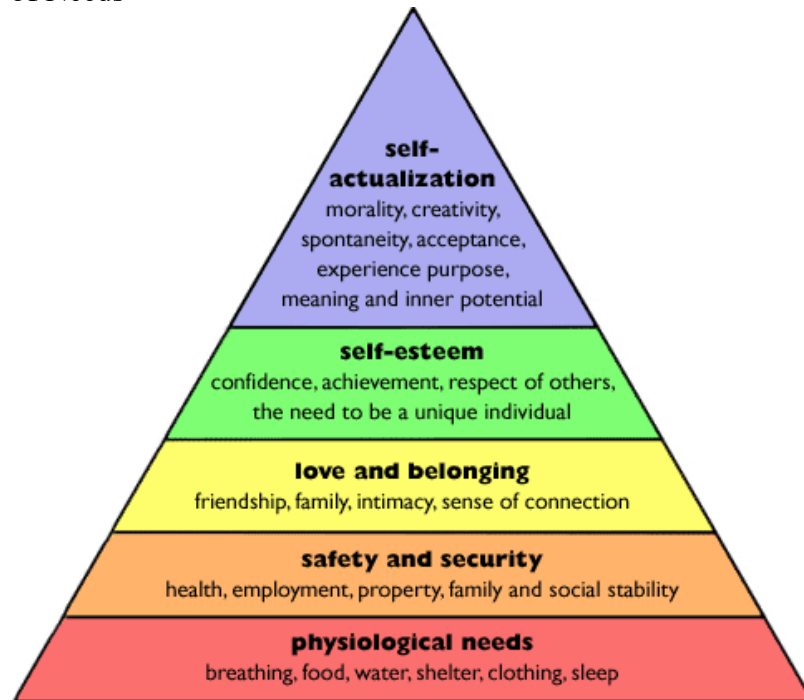 self-
actualization
morality, creativity,
spontaneity, acceptance,
experience purpose,
meaning and inner potential
self-esteem
confidence, achievement, respect of others,
the need to be a unique individual
love and belonging
friendship, family, intimacy, sense of connection
safety and security
health, employment, property, family and social stability
physiological needs
breathing, food, water, shelter, clothing, sleep